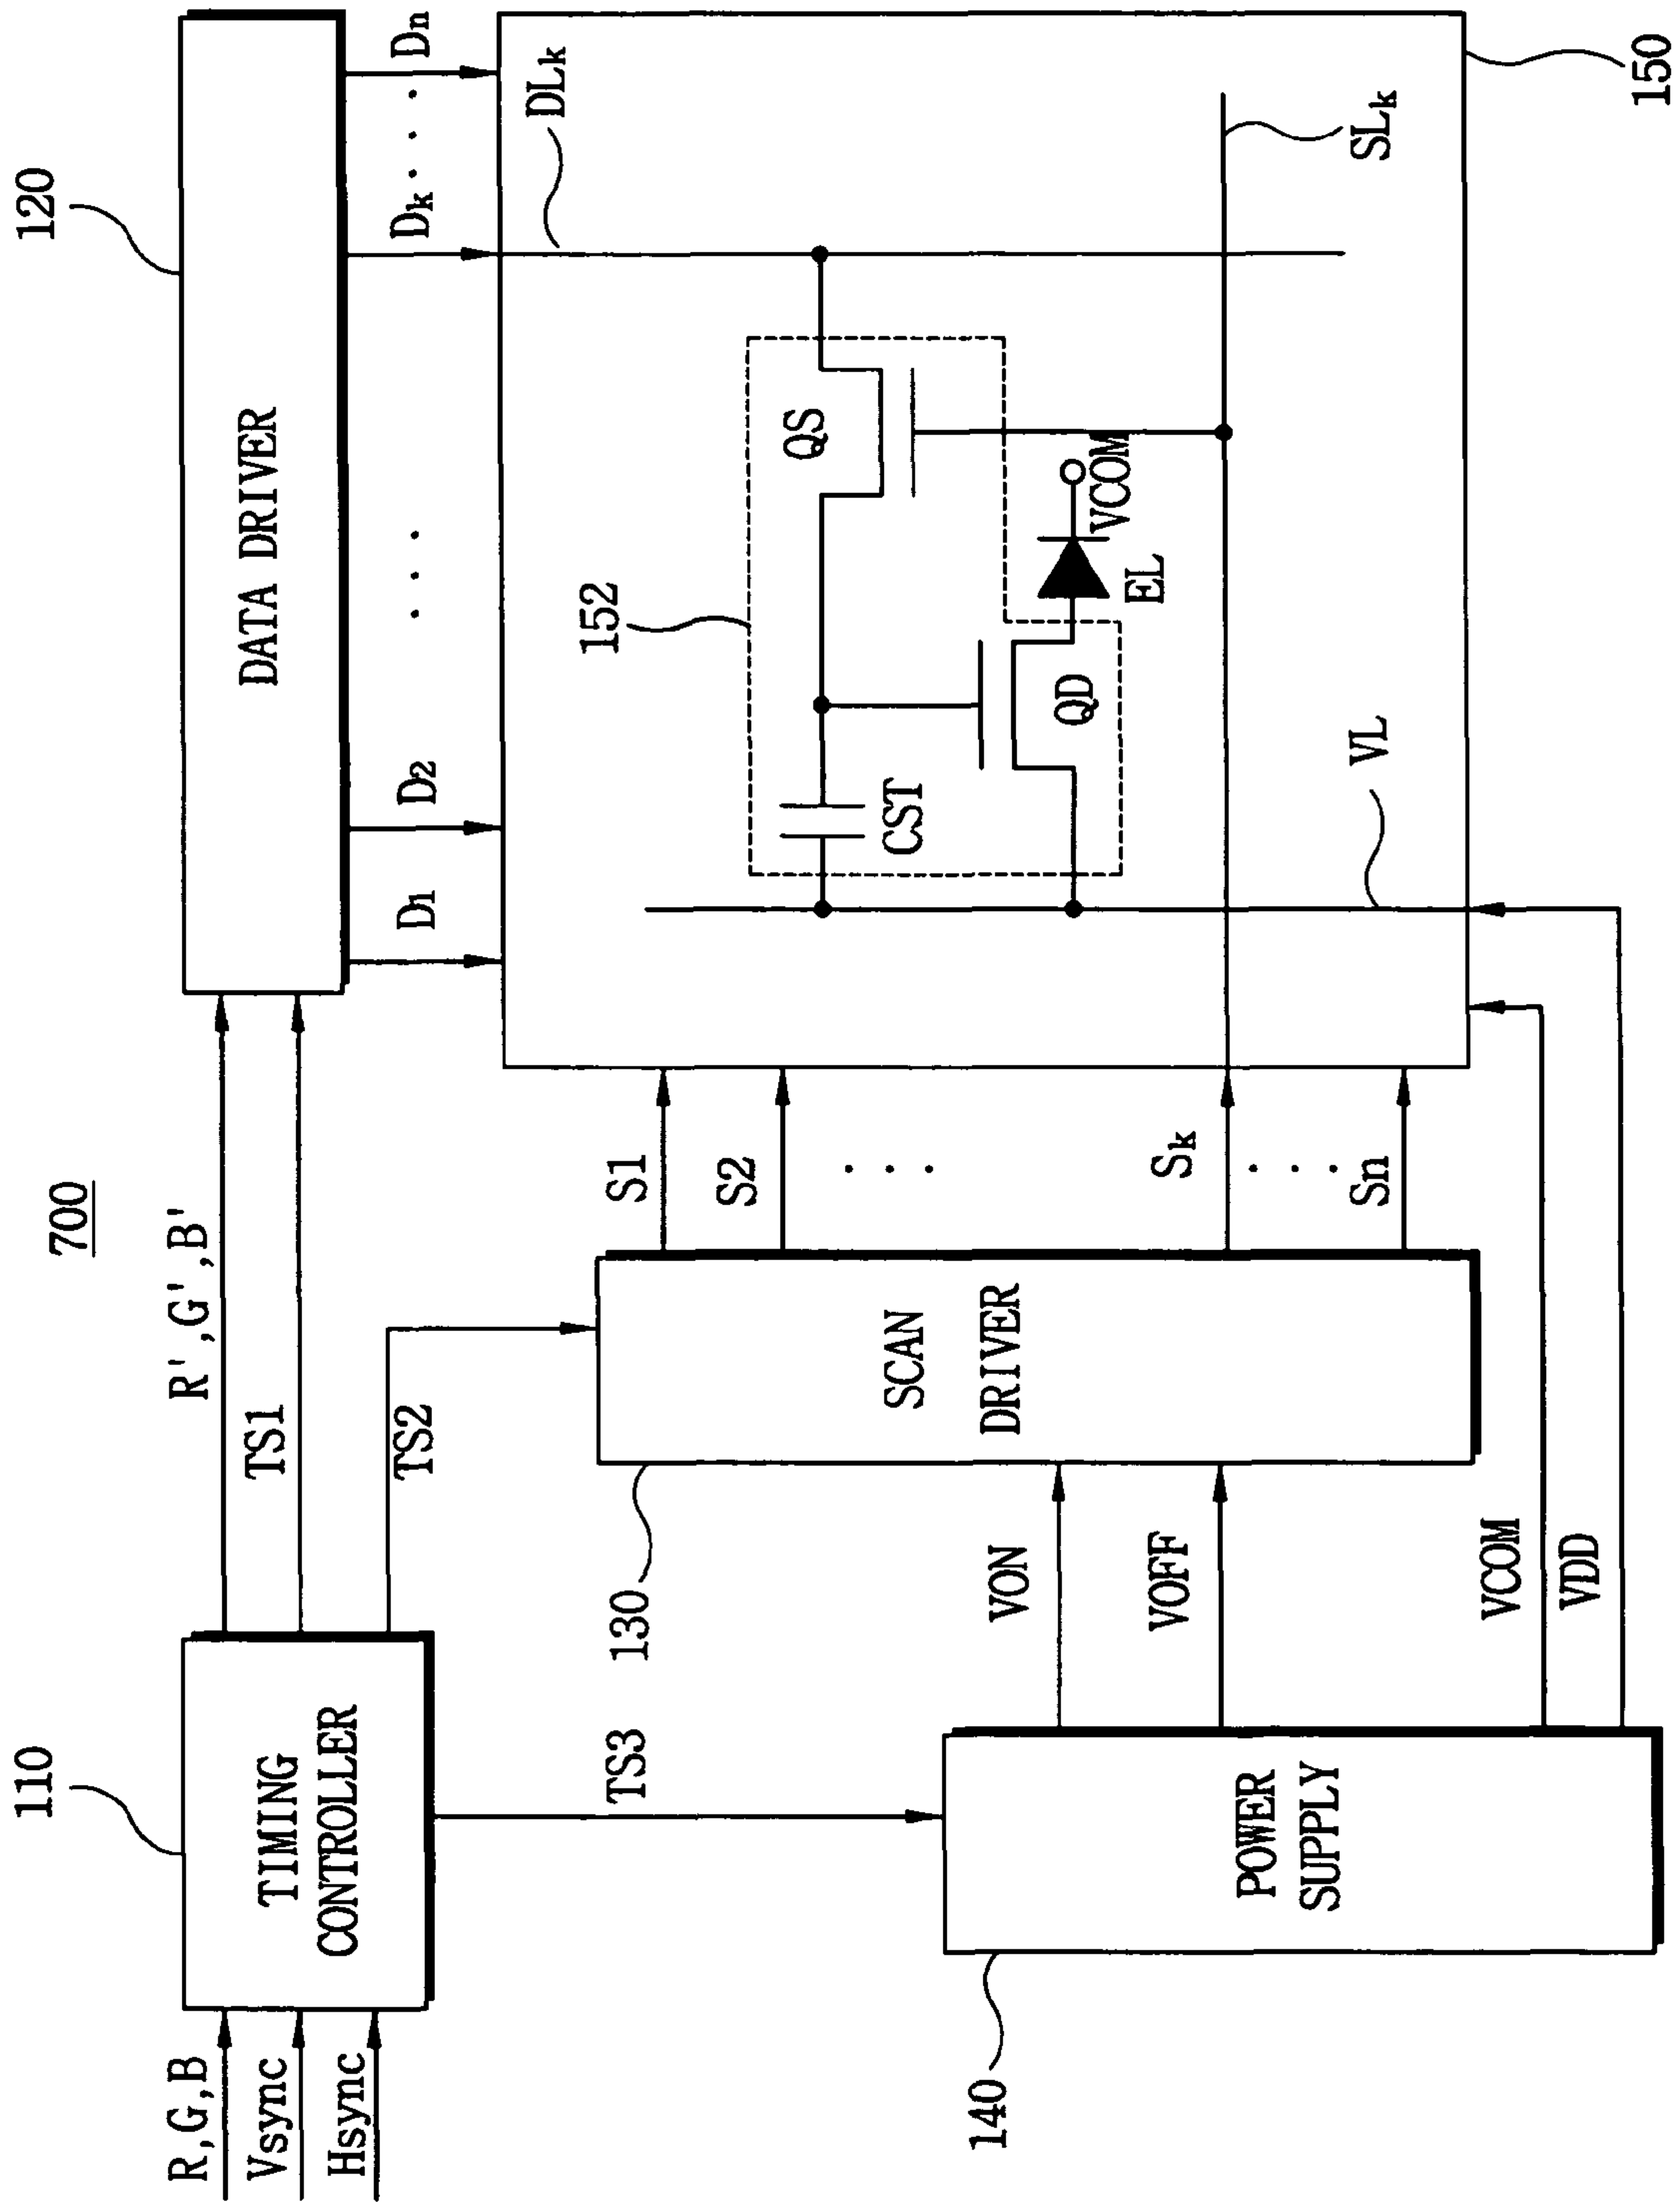 700
110
TIMING
CONTROLLER
R,G,B
Vsync
Hsync
R',G',B'
TS1
TS2
TS3
120
DATA DRIVER
D1
D2
. . .
Dk
. . .
Dn
130
SCAN
DRIVER
S1
S2
. . .
Sk
. . .
Sn
140
POWER
SUPPLY
VON
VOFF
VCOM
VDD
150
152
DLk
SLk
QS
CST
QD
EL
VCOM
VL